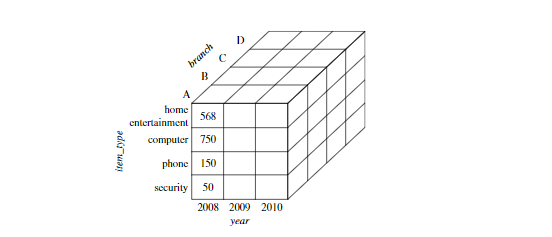 D
branch
C
B
A
home
entertainment
568
computer
750
phone
150
security
50
item_type
2008 2009 2010
year